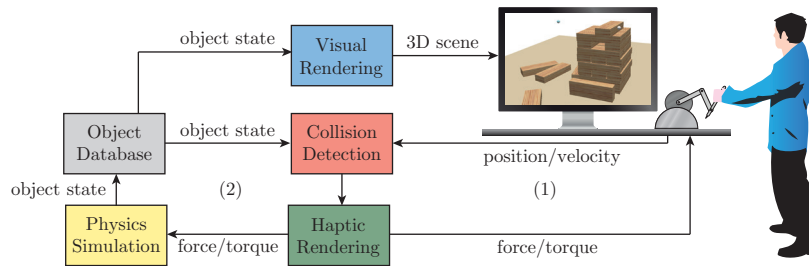 object state
Visual
Rendering
3D scene
Object
Database
object state
Collision
Detection
position/velocity
object state
(2)
(1)
Physics
Simulation
force/torque
Haptic
Rendering
force/torque